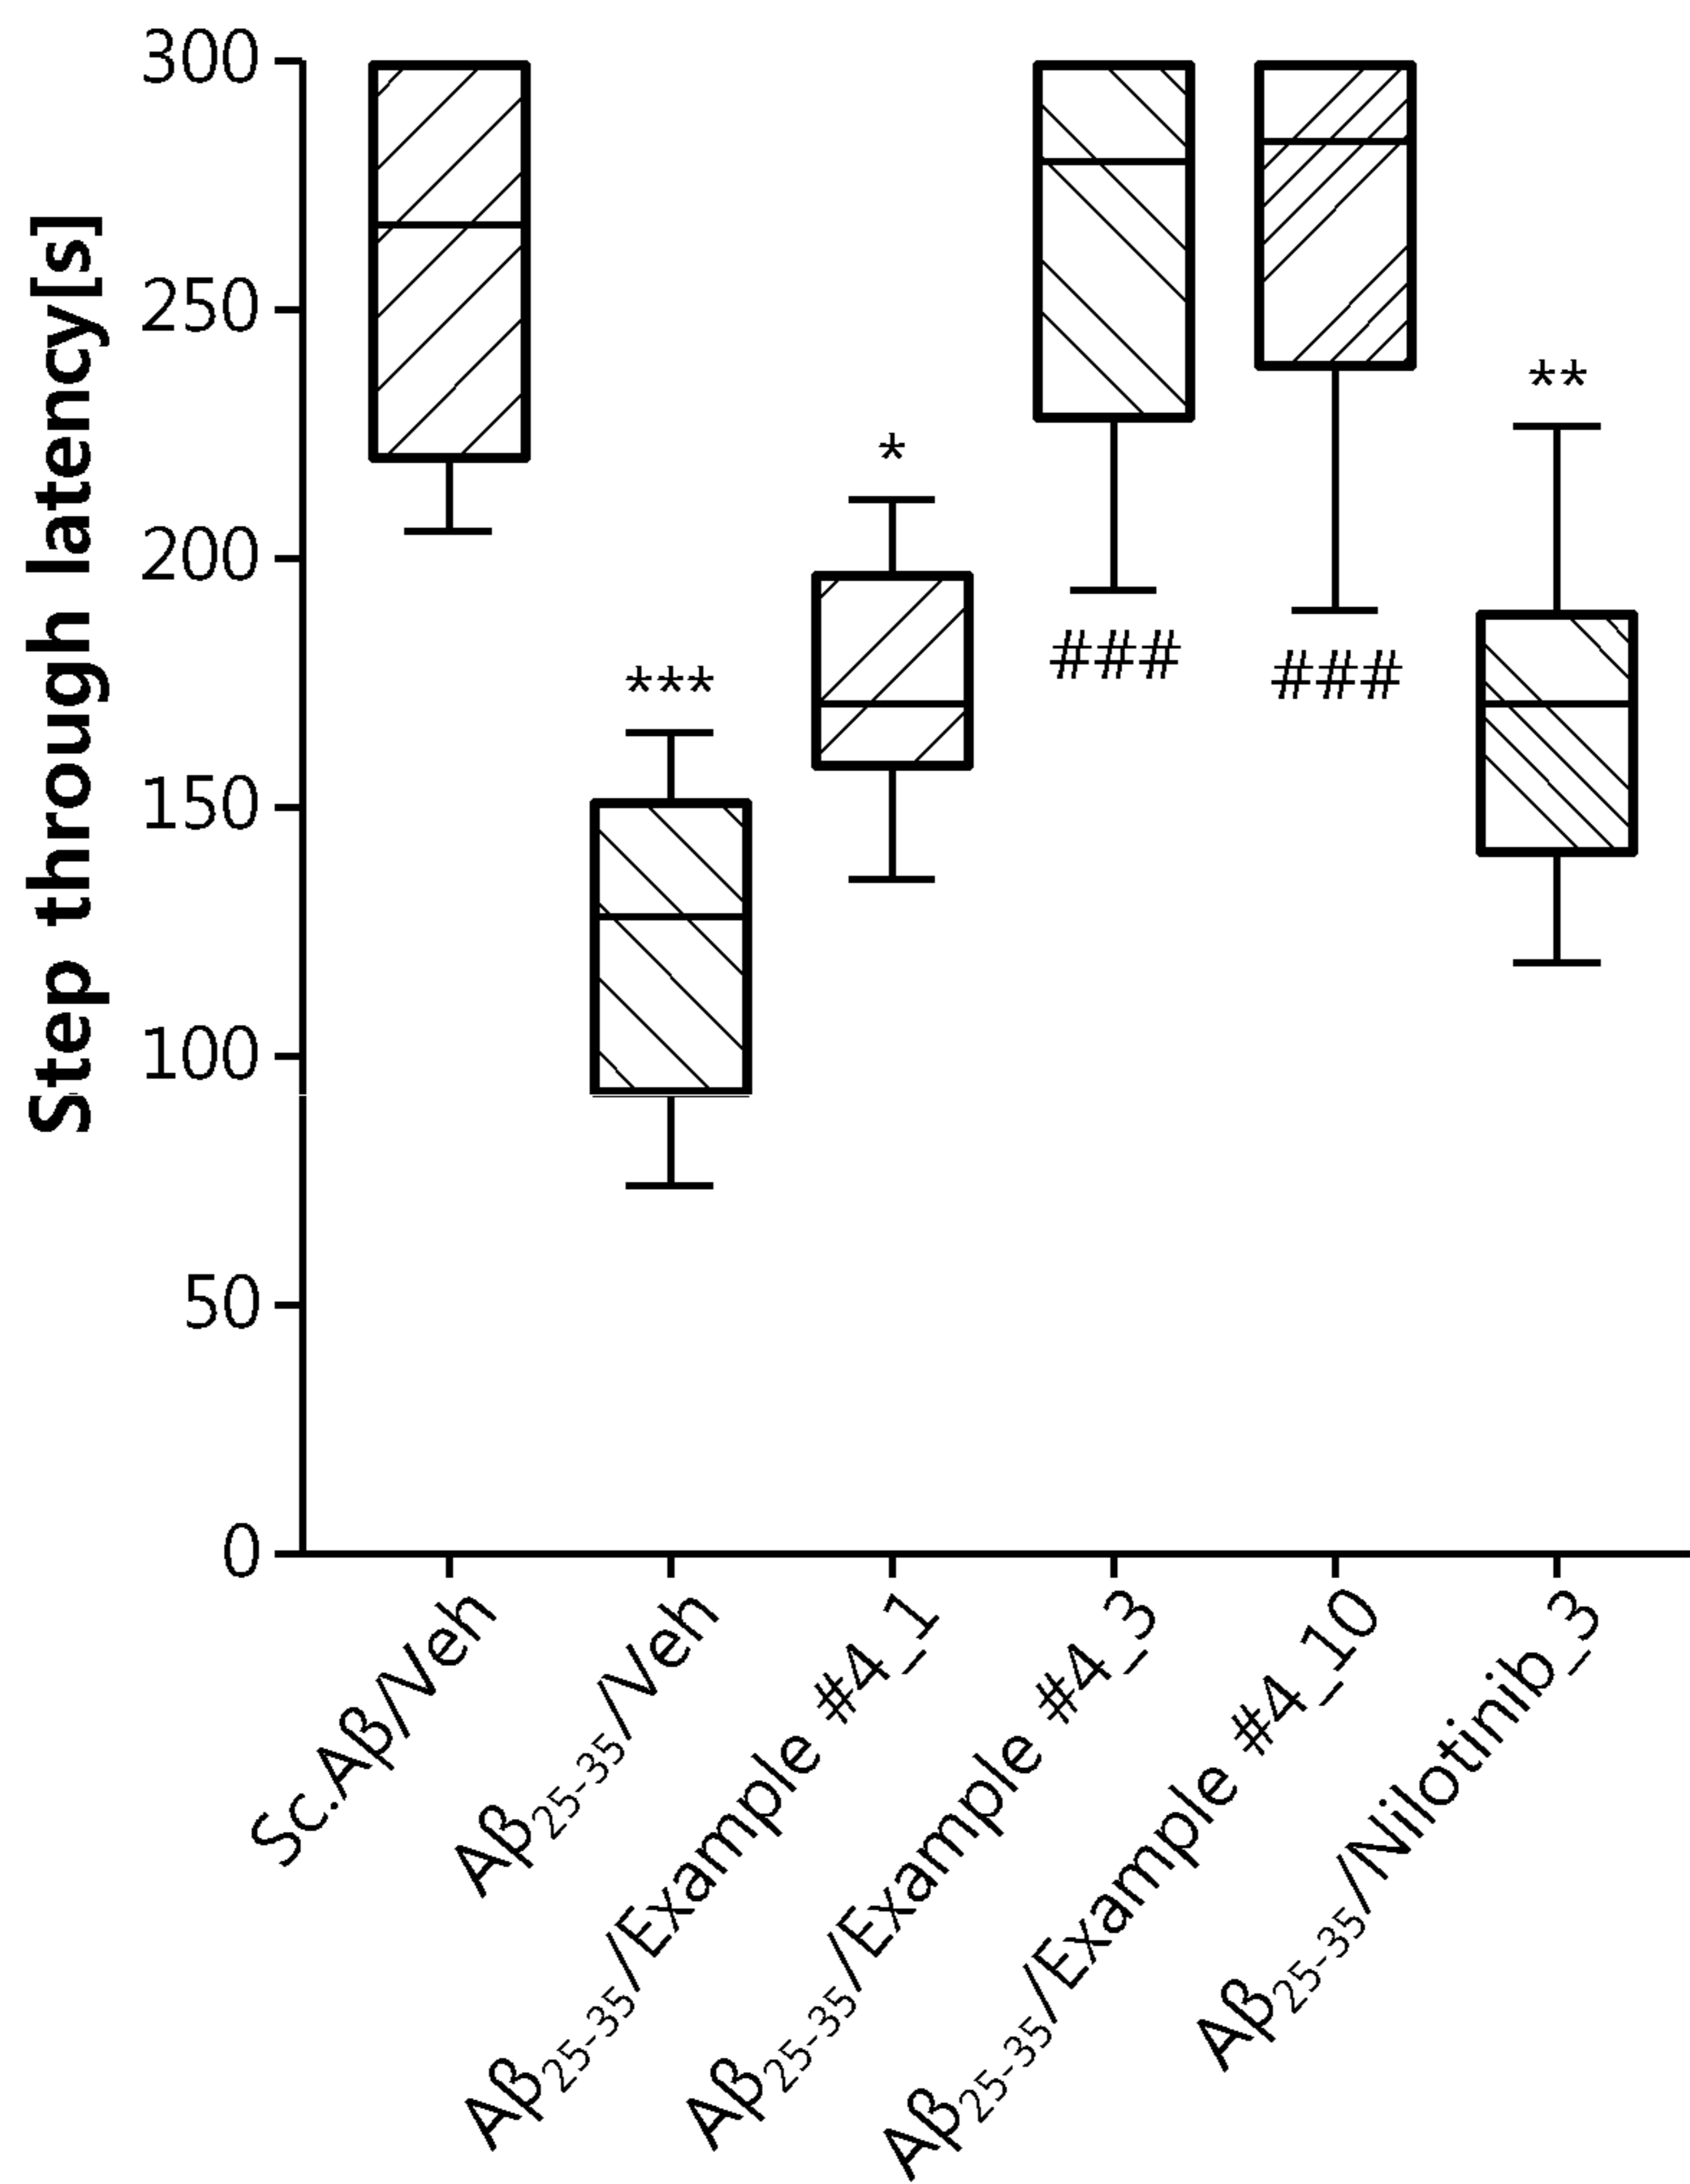 Step through latency[s]
300
250
200
150
100
50
0
***
*
###
###
**
Sc.Aβ/Veh
Aβ₂₅₋₃₅/Veh
Aβ₂₅₋₃₅/Example #4_1
Aβ₂₅₋₃₅/Example #4_3
Aβ₂₅₋₃₅/Example #4_10
Aβ₂₅₋₃₅/Nilotinib_3